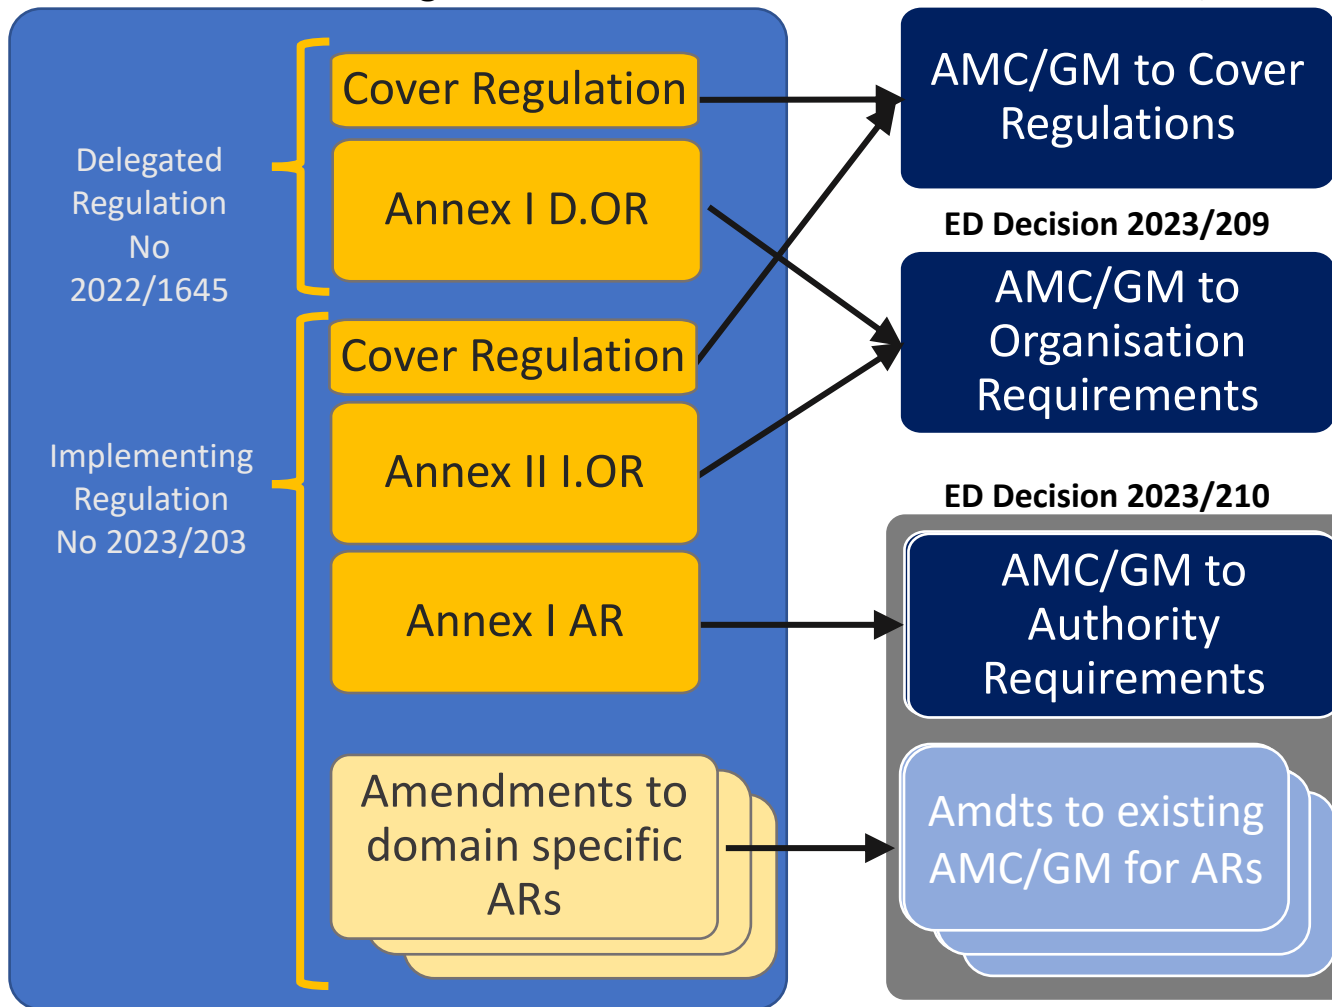 Delegated
Regulation
No
2022/1645
Cover Regulation
Annex I D.OR
Implementing
Regulation
No 2023/203
Cover Regulation
Annex II I.OR
Annex I AR
Amendments to
domain specific
ARs
AMC/GM to Cover
Regulations
ED Decision 2023/209
AMC/GM to
Organisation
Requirements
ED Decision 2023/210
AMC/GM to
Authority
Requirements
Amdts to existing
AMC/GM for ARs